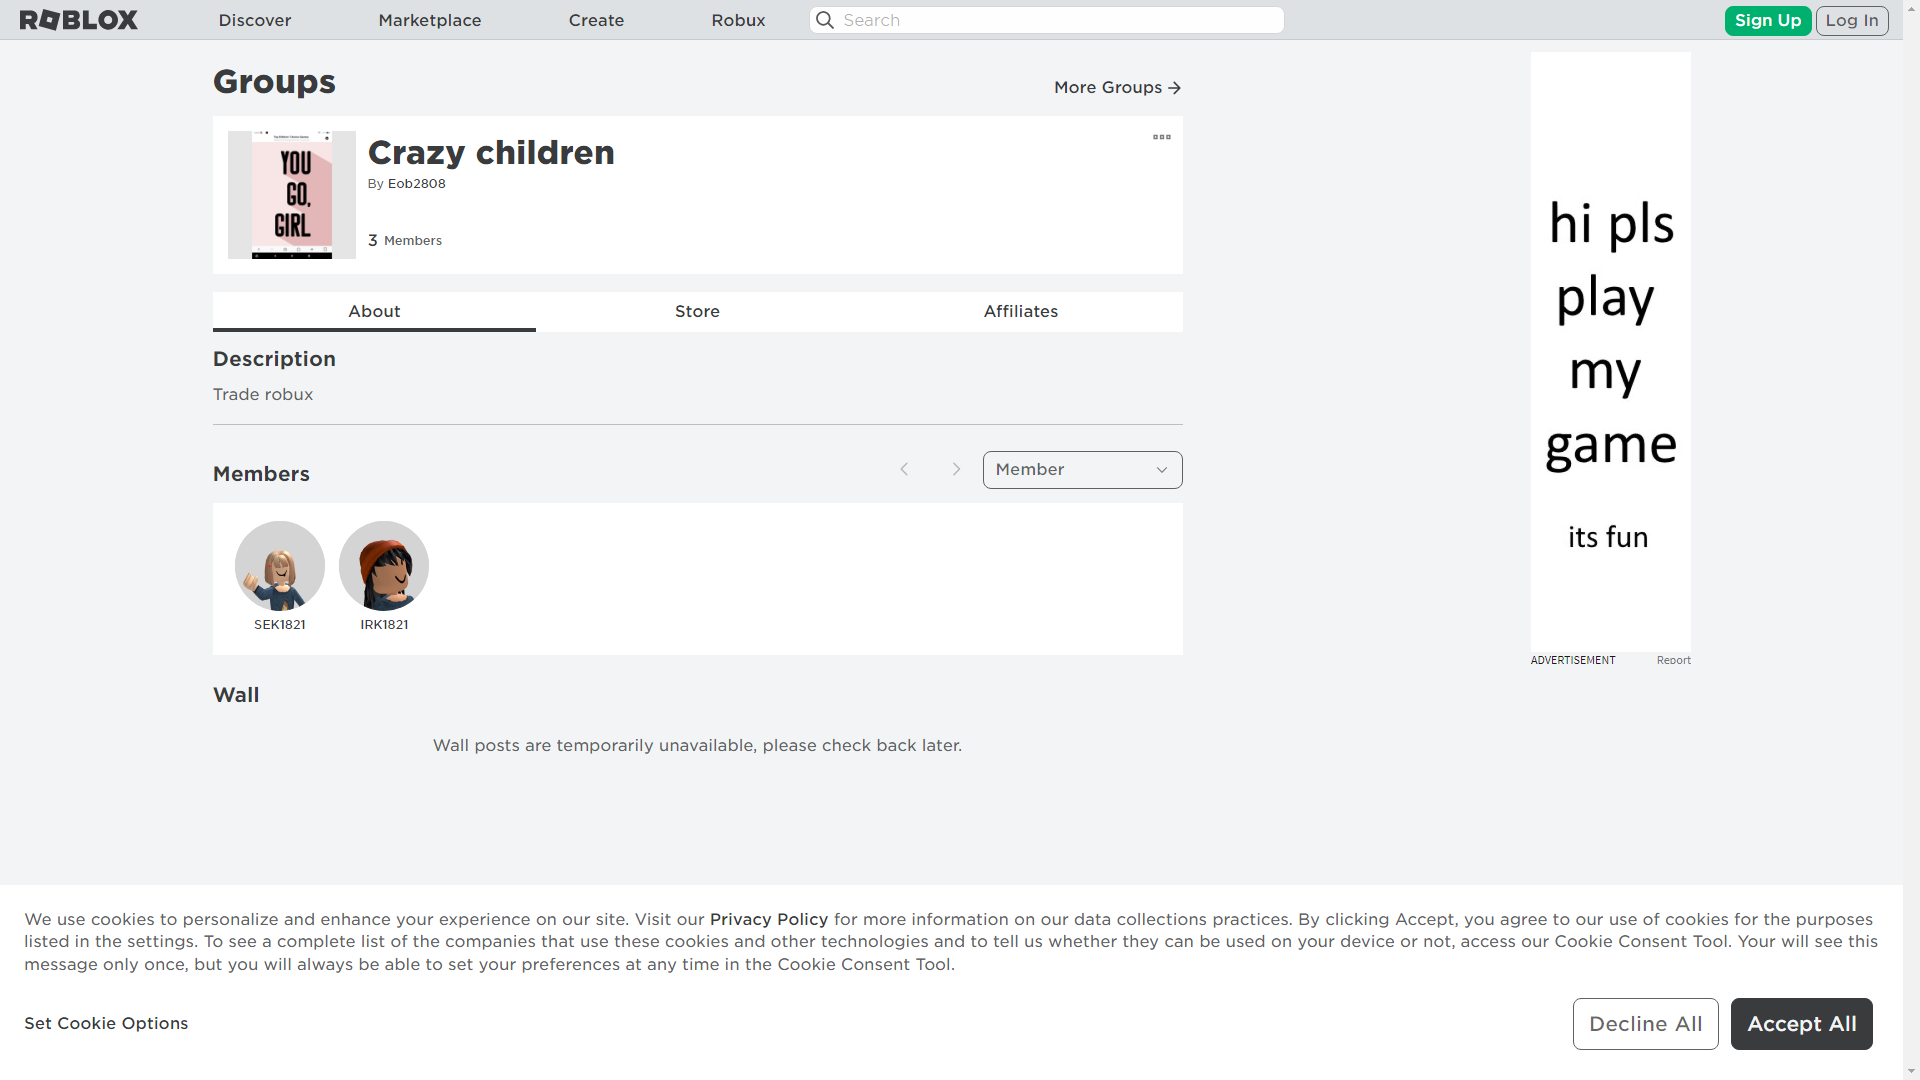 ROBLOX
Discover
Marketplace
Create
Robux
Search
Sign Up
Log In
Groups
More Groups
YOU
GO,
GIRL
Crazy children
By Eob2808
3 Members
About
Store
Affiliates
Description
Trade robux
Members
Member
SEK1821
IRK1821
Wall
Wall posts are temporarily unavailable, please check back later.
hi pls
play
my
game
its fun
ADVERTISEMENT
Report
We use cookies to personalize and enhance your experience on our site. Visit our Privacy Policy for more information on our data collections practices. By clicking Accept, you agree to our use of cookies for the purposes
listed in the settings. To see a complete list of the companies that use these cookies and other technologies and to tell us whether they can be used on your device or not, access our Cookie Consent Tool. Your will see this
message only once, but you will always be able to set your preferences at any time in the Cookie Consent Tool.
Set Cookie Options
Decline All
Accept All